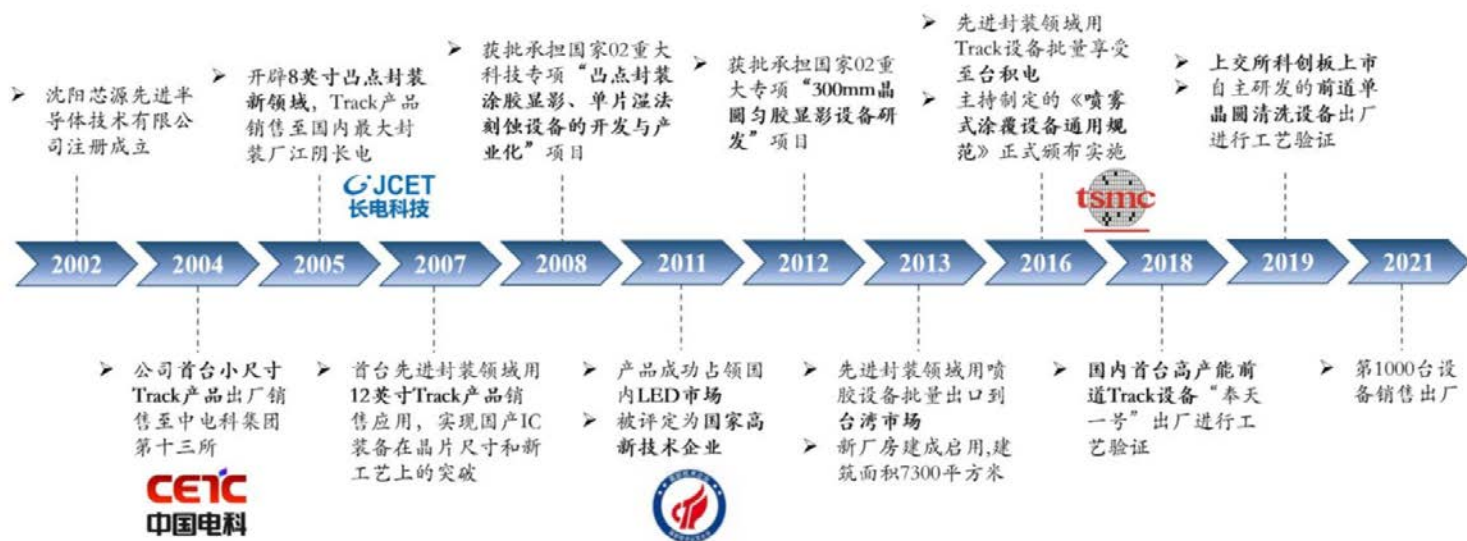 ➢ 沈阳芯源先进半
导体技术有限公
司注册成立
➢ 开辟8英寸凸点封装
新领域，Track产品
销售至国内最大封
装厂江阴长电
JCET
长电科技
➢ 获批承担国家02重大
科技专项“凸点封装
涂胶显影、单片湿法
刻蚀设备的开发与产
业化”项目
➢ 获批承担国家02重
大专项“300mm晶
圆匀胶显影设备研
发”项目
➢ 先进封装领域用
Track设备批量享受
至台积电
➢ 主持制定的《喷雾
式涂覆设备通用规
范》正式颁布实施
tsmc
➢ 上交所科创板上市
➢ 自主研发的前道单
晶圆清洗设备出厂
进行工艺验证
2002
2004
2005
2007
2008
2011
2012
2013
2016
2018
2019
2021
➢ 公司首台小尺寸
Track产品出厂销
售至中电科集团
第十三所
CETC
中国电科
➢ 首台先进封装领域用
12英寸Track产品销
售应用，实现国产IC
装备在晶片尺寸和新
工艺上的突破
➢ 产品成功占领国
内LED市场
➢ 被评定为国家高
新技术企业
➢ 先进封装领域用喷
胶设备批量出口到
台湾市场
➢ 新厂房建成启用,建
筑面积7300平方米
➢ 国内首台高产能前
道Track设备“奉天
一号”出厂进行工
艺验证
➢ 第1000台设
备销售出厂